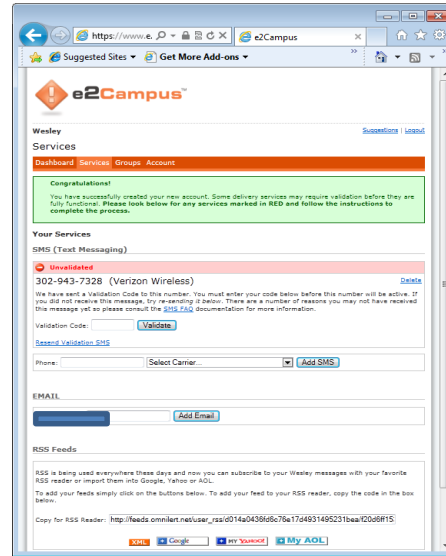 https://www.e.
e2Campus
Suggested Sites
Get More Add-ons
e2Campus
Wesley
Suggestions | Logout
Services
Dashboard Services Groups Account
Congratulations!
You have successfully created your new account. Some delivery services may require validation before they are
fully functional. Please look below for any services marked in RED and follow the instructions to
complete the process.
Your Services
SMS (Text Messaging)
Unvalidated
302-943-7328 (Verizon Wireless)
Delete
We have sent a Validation Code to this number. You must enter your code below before this number will be active. If
you did not receive this message, try re-sending it below. There are a number of reasons you may not have received
this message yet so please consult the SMS FAQ documentation for more information.
Validation Code: Validate
Resend Validation SMS
Phone: Select Carrier... Add SMS
EMAIL
Add Email
RSS Feeds
RSS is being used everywhere these days and now you can subscribe to your Wesley messages with your favorite
RSS reader or import them into Google, Yahoo or AOL.
To add your feeds simply click on the buttons below. To add your feed to your RSS reader, copy the code in the box
below.
Copy for RSS Reader: http://feeds.omnilert.net/user_rss/d014a0436fd6c76e17d4931495231bea/f20d6ff15
XML Google MY YAHOO! My AOL